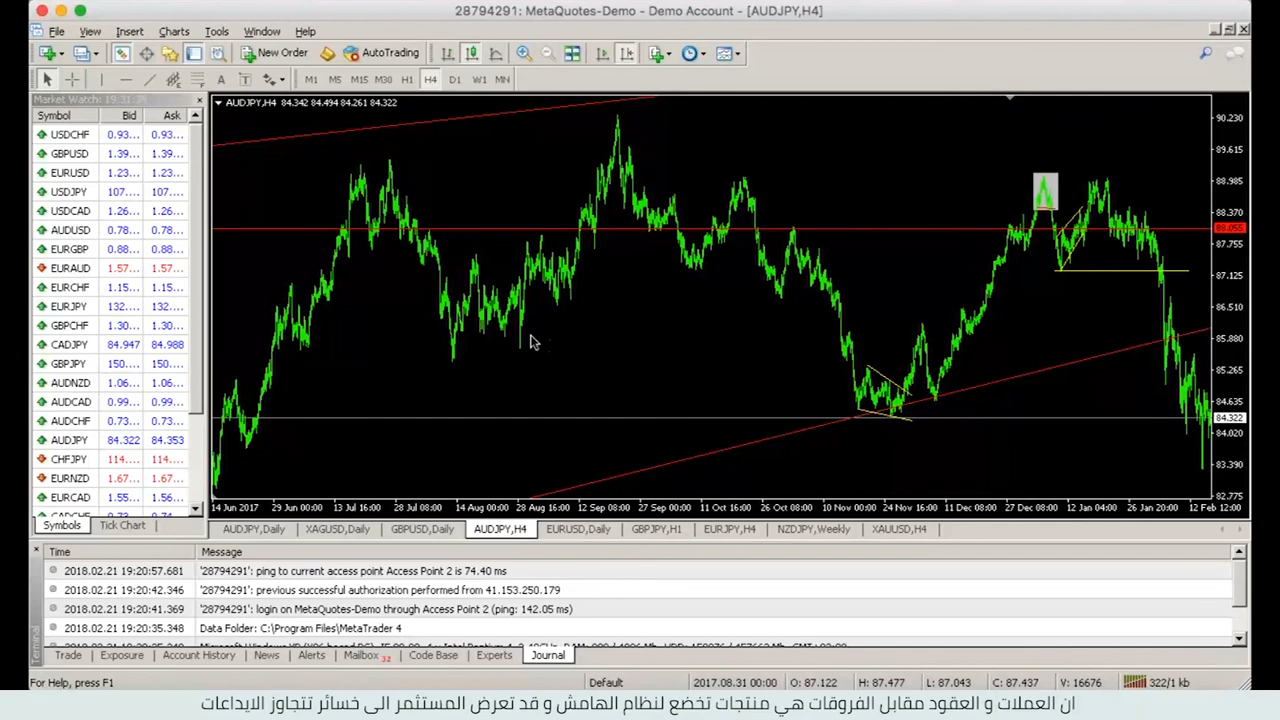 28794291: MetaQuotes-Demo - Demo Account - [AUDJPY,H4]
File View Insert Charts Tools Window Help
New Order AutoTrading
M1 M5 M15 M30 H1 H4 D1 W1 MN
Market Watch: 19:31:
Symbol Bid Ask
USDCHF 0.93... 0.93...
GBPUSD 1.39... 1.39...
EURUSD 1.23... 1.23...
USDJPY 107.... 107....
USDCAD 1.26... 1.26...
AUDUSD 0.78... 0.78...
EURGBP 0.88... 0.88...
EURAUD 1.57... 1.57...
EURCHF 1.15... 1.15...
EURJPY 132.... 132....
GBPCHF 1.30... 1.30...
CADJPY 84.947 84.988
GBPJPY 150.... 150....
AUDNZD 1.06... 1.06...
AUDCAD 0.99... 0.99...
AUDCHF 0.73... 0.73...
AUDJPY 84.322 84.353
CHFJPY 114.... 114....
EURNZD 1.67... 1.67...
EURCAD 1.55... 1.56...
CADCHF 0.73... 0.74...
Symbols Tick Chart
AUDJPY,H4 84.342 84.494 84.261 84.322
90.230
89.615
88.985
88.370
88.055
87.755
87.125
86.510
85.880
85.265
84.635
84.322
84.020
83.390
82.775
14 Jun 2017 29 Jun 00:00 13 Jul 16:00 28 Jul 08:00 14 Aug 00:00 28 Aug 16:00 12 Sep 08:00 27 Sep 00:00 11 Oct 16:00 26 Oct 08:00 10 Nov 00:00 24 Nov 16:00 11 Dec 08:00 27 Dec 08:00 12 Jan 04:00 26 Jan 20:00 12 Feb 12:00
AUDJPY,Daily XAGUSD,Daily GBPUSD,Daily AUDJPY,H4 EURUSD,Daily GBPJPY,H1 EURJPY,H4 NZDJPY,Weekly XAUUSD,H4
Time Message
2018.02.21 19:20:57.681 '28794291': ping to current access point Access Point 2 is 74.40 ms
2018.02.21 19:20:42.346 '28794291': previous successful authorization performed from 41.153.250.179
2018.02.21 19:20:41.369 '28794291': login on MetaQuotes-Demo through Access Point 2 (ping: 142.05 ms)
2018.02.21 19:20:35.348 Data Folder: C:\Program Files\MetaTrader 4
Terminal
Trade Exposure Account History News Alerts Mailbox 32 Code Base Experts Journal
For Help, press F1 Default 2017.08.31 00:00 O: 87.122 H: 87.477 L: 87.043 C: 87.437 V: 16676 322/1 kb
ان العملات و العقود مقابل الفروقات هي منتجات تخضع لنظام الهامش و قد تعرض المستثمر الى خسائر تتجاوز الايداعات